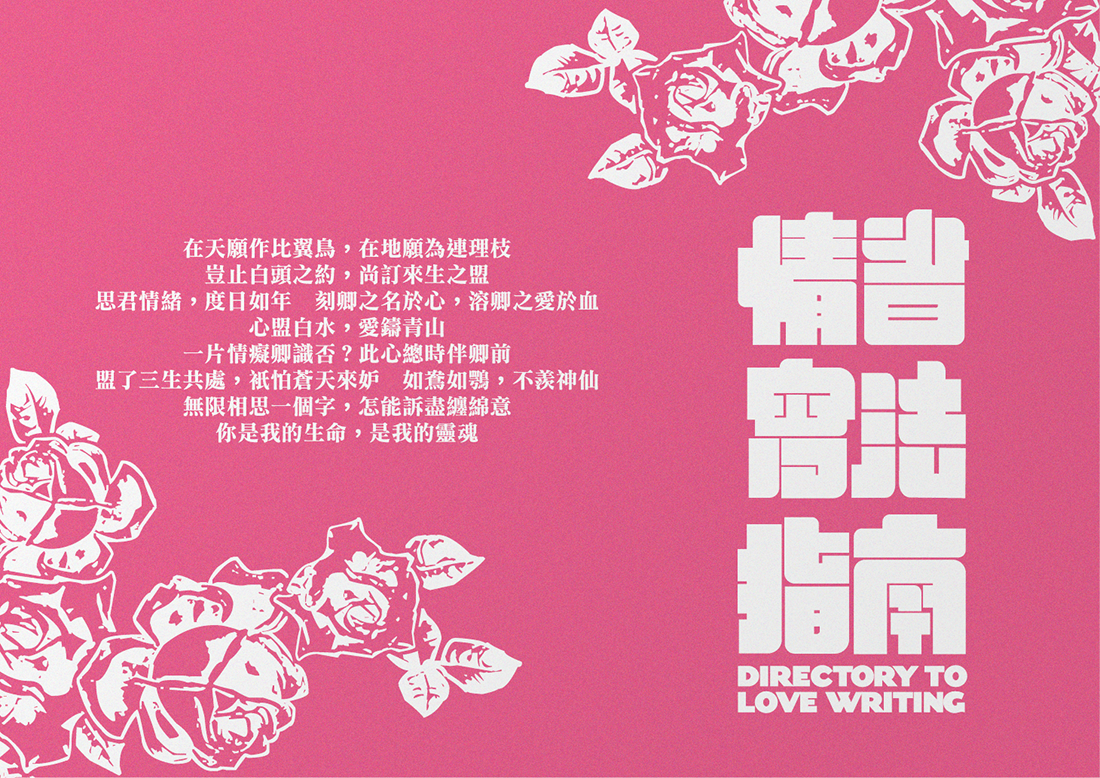 在天願作比翼鳥，在地願為連理枝
豈止白頭之約，尚訂來生之盟
思君情緒，度日如年　刻卿之名於心，溶卿之愛於血
心盟白水，愛鑄青山
一片情癡卿識否？此心總時伴卿前
盟了三生共處，衹怕蒼天來妒　如鴦如鶚，不羨神仙
無限相思一個字，怎能訴盡纏綿意
你是我的生命，是我的靈魂
情書
寫法
指南
DIRECTORY TO
LOVE WRITING